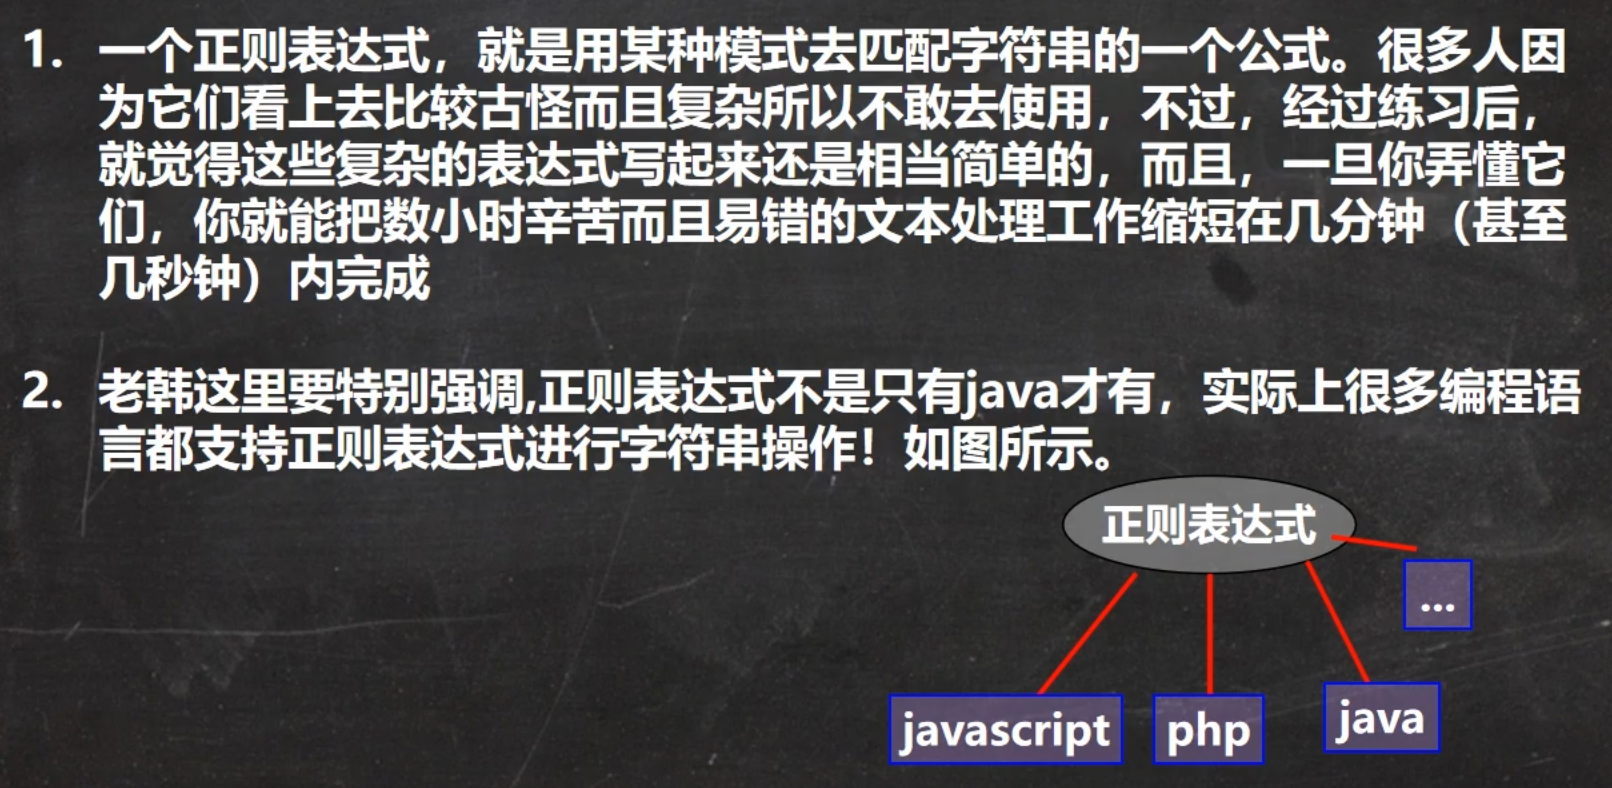 1. 一个正则表达式，就是用某种模式去匹配字符串的一个公式。很多人因
为它们看上去比较古怪而且复杂所以不敢去使用，不过，经过练习后，
就觉得这些复杂的表达式写起来还是相当简单的，而且，一旦你弄懂它
们，你就能把数小时辛苦而且易错的文本处理工作缩短在几分钟（甚至
几秒钟）内完成
2. 老韩这里要特别强调,正则表达式不是只有java才有，实际上很多编程语
言都支持正则表达式进行字符串操作！如图所示。
正则表达式
...
javascript
php
java